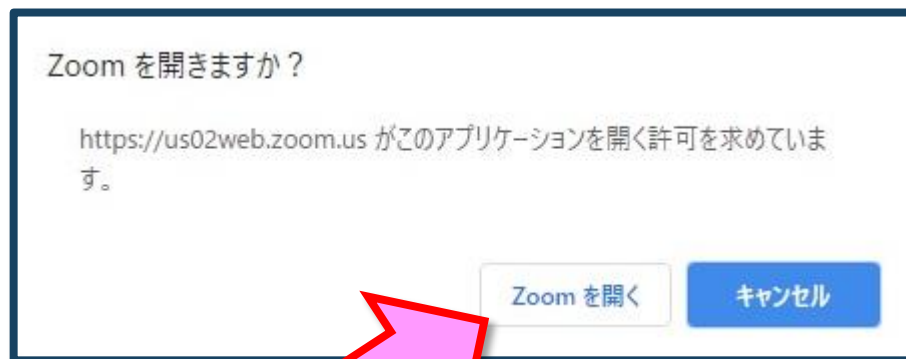 Zoom を開きますか？
https://us02web.zoom.us がこのアプリケーションを開く許可を求めていま
す。
Zoom を開く
キャンセル